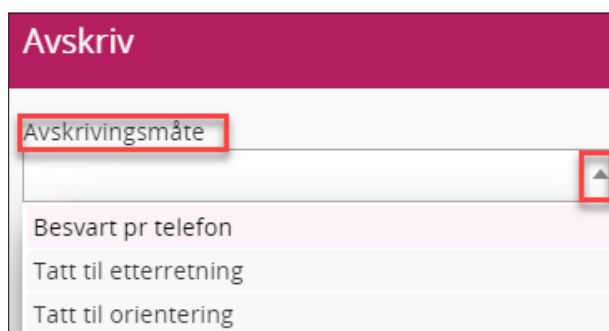 Avskriv
Avskrivingsmåte
Besvart pr telefon
Tatt til etterretning
Tatt til orientering